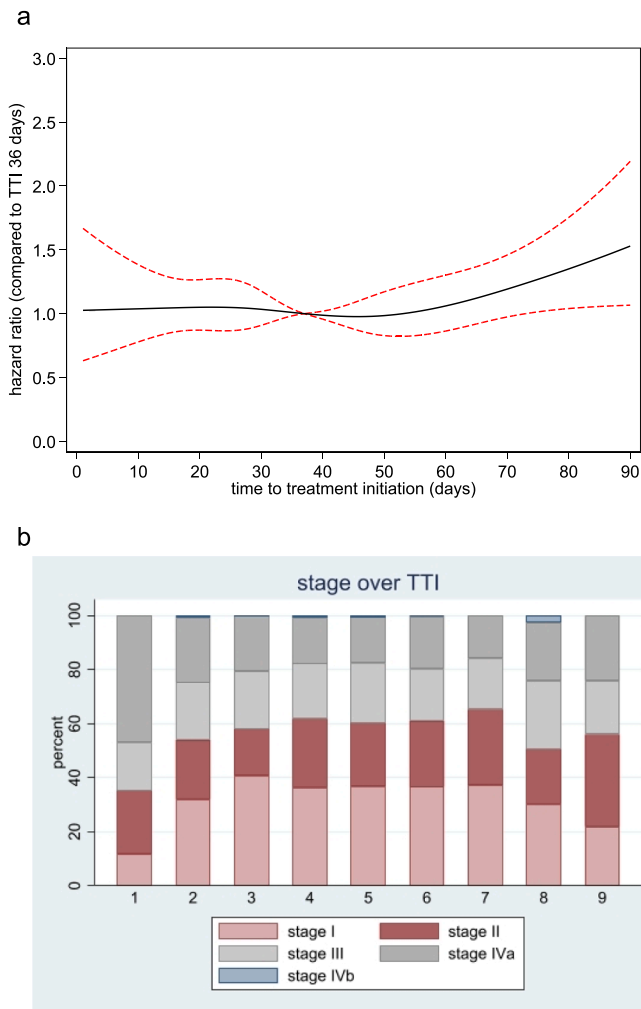 a
hazard ratio (compared to TTI 36 days)
3.0
2.5
2.0
1.5
1.0
0.5
0.0
0 10 20 30 40 50 60 70 80 90
time to treatment initiation (days)
b
stage over TTI
percent
100
80
60
40
20
0
1 2 3 4 5 6 7 8 9
stage I stage II
stage III stage IVa
stage IVb